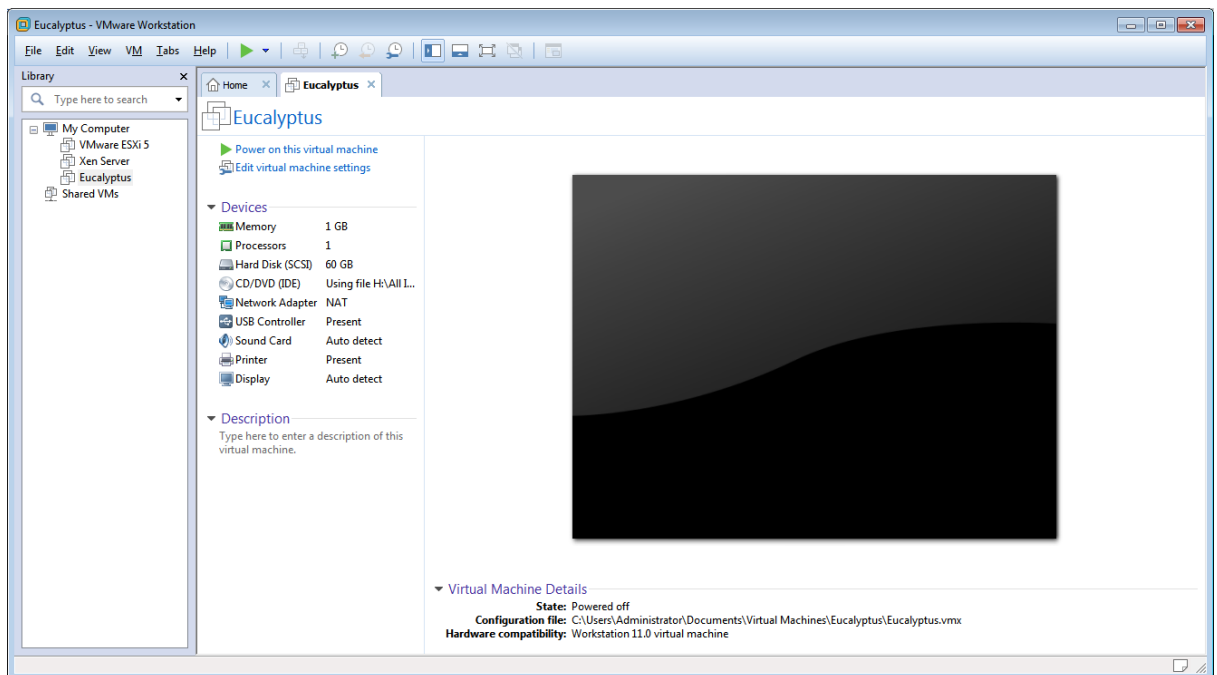 Eucalyptus - VMware Workstation
File Edit View VM Tabs Help
Library
Type here to search
My Computer
VMware ESXi 5
Xen Server
Eucalyptus
Shared VMs
Home
Eucalyptus
Eucalyptus
Power on this virtual machine
Edit virtual machine settings
Devices
Memory 1 GB
Processors 1
Hard Disk (SCSI) 60 GB
CD/DVD (IDE) Using file H:\All I...
Network Adapter NAT
USB Controller Present
Sound Card Auto detect
Printer Present
Display Auto detect
Description
Type here to enter a description of this
virtual machine.
Virtual Machine Details
State: Powered off
Configuration file: C:\Users\Administrator\Documents\Virtual Machines\Eucalyptus\Eucalyptus.vmx
Hardware compatibility: Workstation 11.0 virtual machine